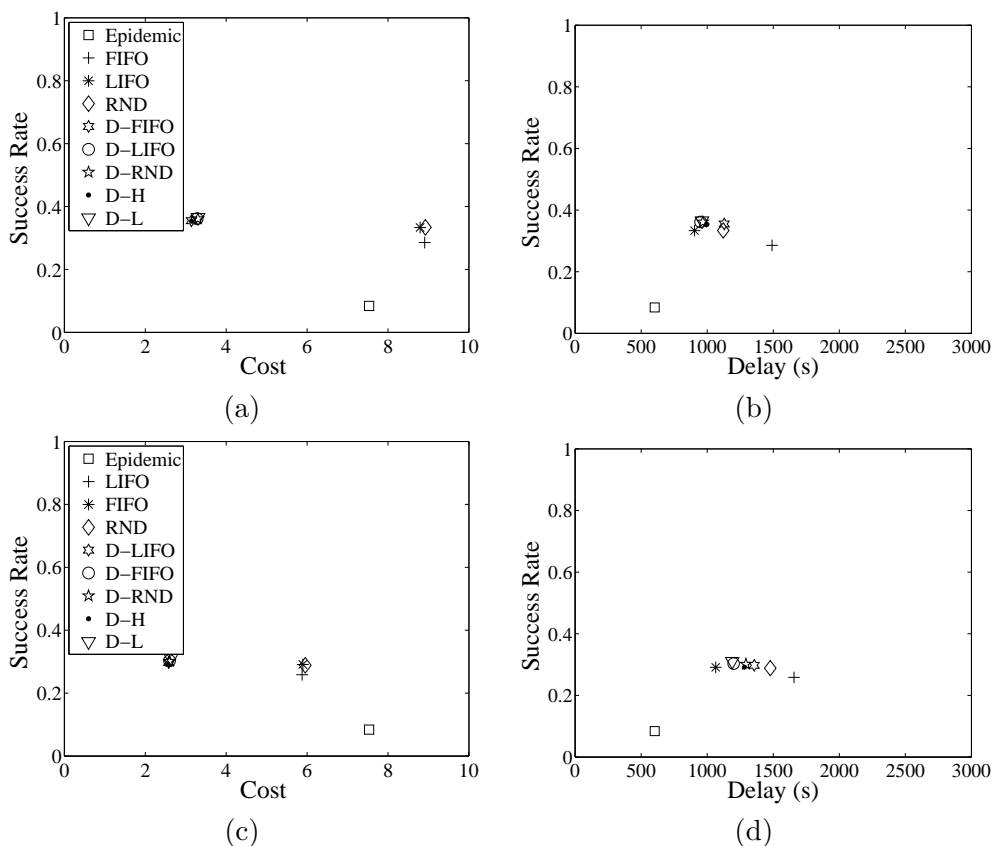 1
0.8
0.6
0.4
0.2
0
Success Rate
Epidemic
FIFO
LIFO
RND
D−FIFO
D−LIFO
D−RND
D−H
D−L
0 2 4 6 8 10
Cost
(a)
1
0.8
0.6
0.4
0.2
0
Success Rate
0 500 1000 1500 2000 2500 3000
Delay (s)
(b)
1
0.8
0.6
0.4
0.2
0
Success Rate
Epidemic
LIFO
FIFO
RND
D−LIFO
D−FIFO
D−RND
D−H
D−L
0 2 4 6 8 10
Cost
(c)
1
0.8
0.6
0.4
0.2
0
Success Rate
0 500 1000 1500 2000 2500 3000
Delay (s)
(d)